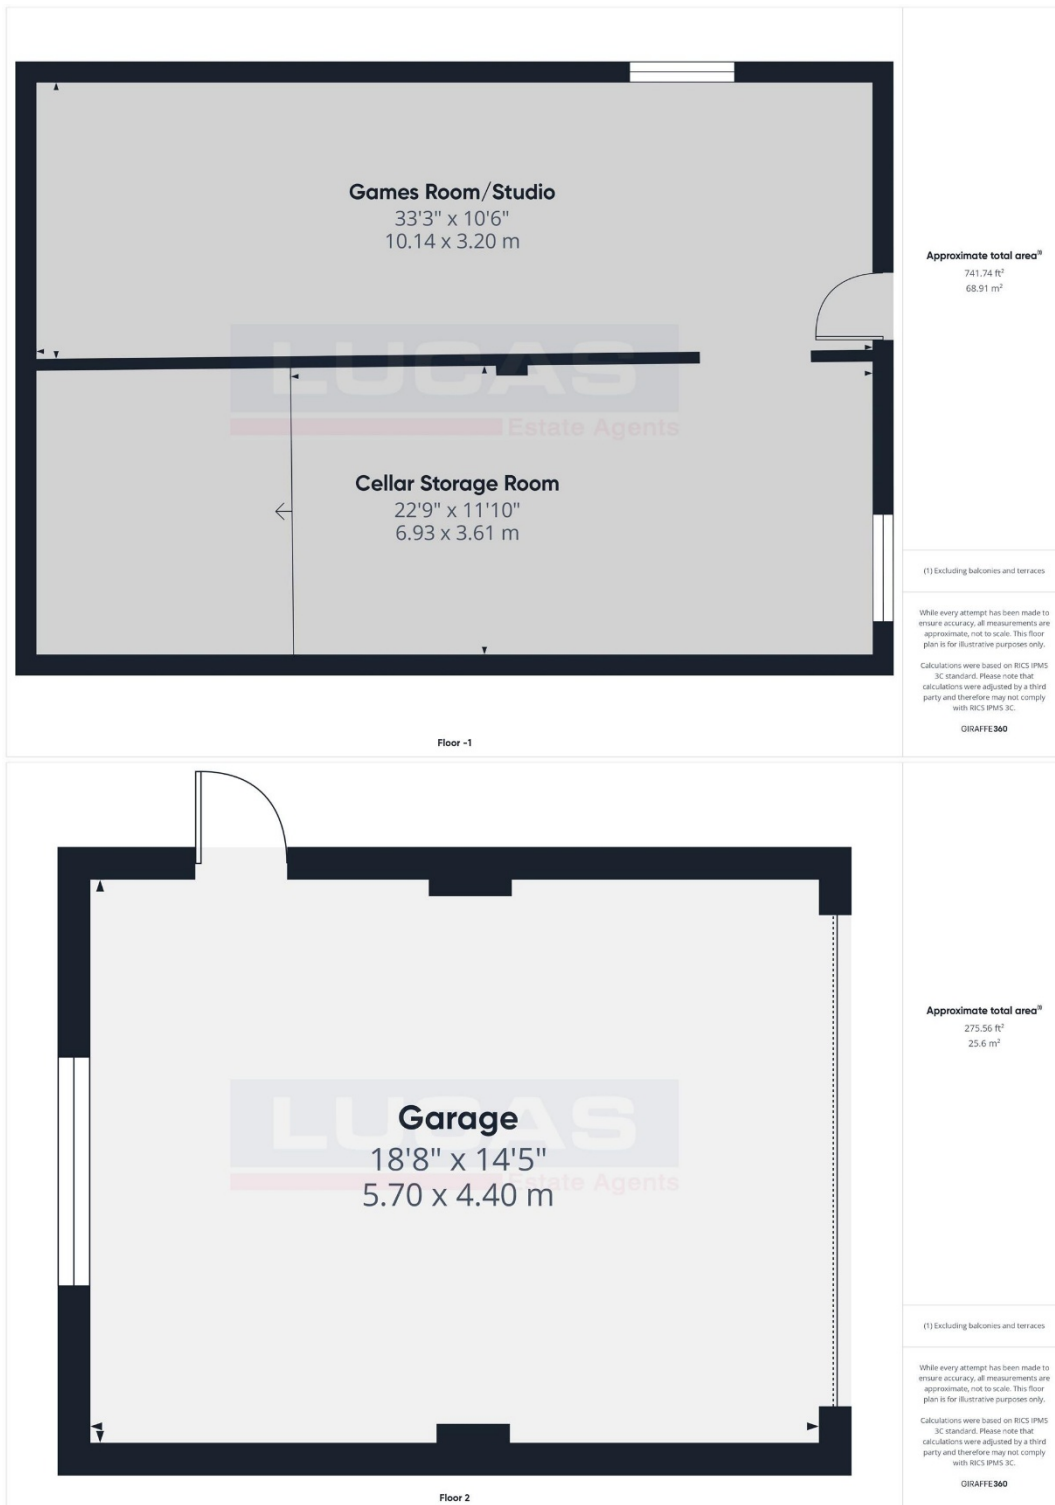 Games Room/Studio
33'3" x 10'6"
10.14 x 3.20 m
LUCAS
Estate Agents
Cellar Storage Room
22'9" x 11'10"
6.93 x 3.61 m
Floor -1
Approximate total area⁽¹⁾
741.74 ft²
68.91 m²
(1) Excluding balconies and terraces
While every attempt has been made to
ensure accuracy, all measurements are
approximate, not to scale. This floor
plan is for illustrative purposes only.
Calculations were based on RICS IPMS
3C standard. Please note that
calculations were adjusted by a third
party and therefore may not comply
with RICS IPMS 3C.
GIRAFFE360
LUCAS
Garage
18'8" x 14'5"
Estate Agents
5.70 x 4.40 m
Floor 2
Approximate total area⁽¹⁾
275.56 ft²
25.6 m²
(1) Excluding balconies and terraces
While every attempt has been made to
ensure accuracy, all measurements are
approximate, not to scale. This floor
plan is for illustrative purposes only.
Calculations were based on RICS IPMS
3C standard. Please note that
calculations were adjusted by a third
party and therefore may not comply
with RICS IPMS 3C.
GIRAFFE360